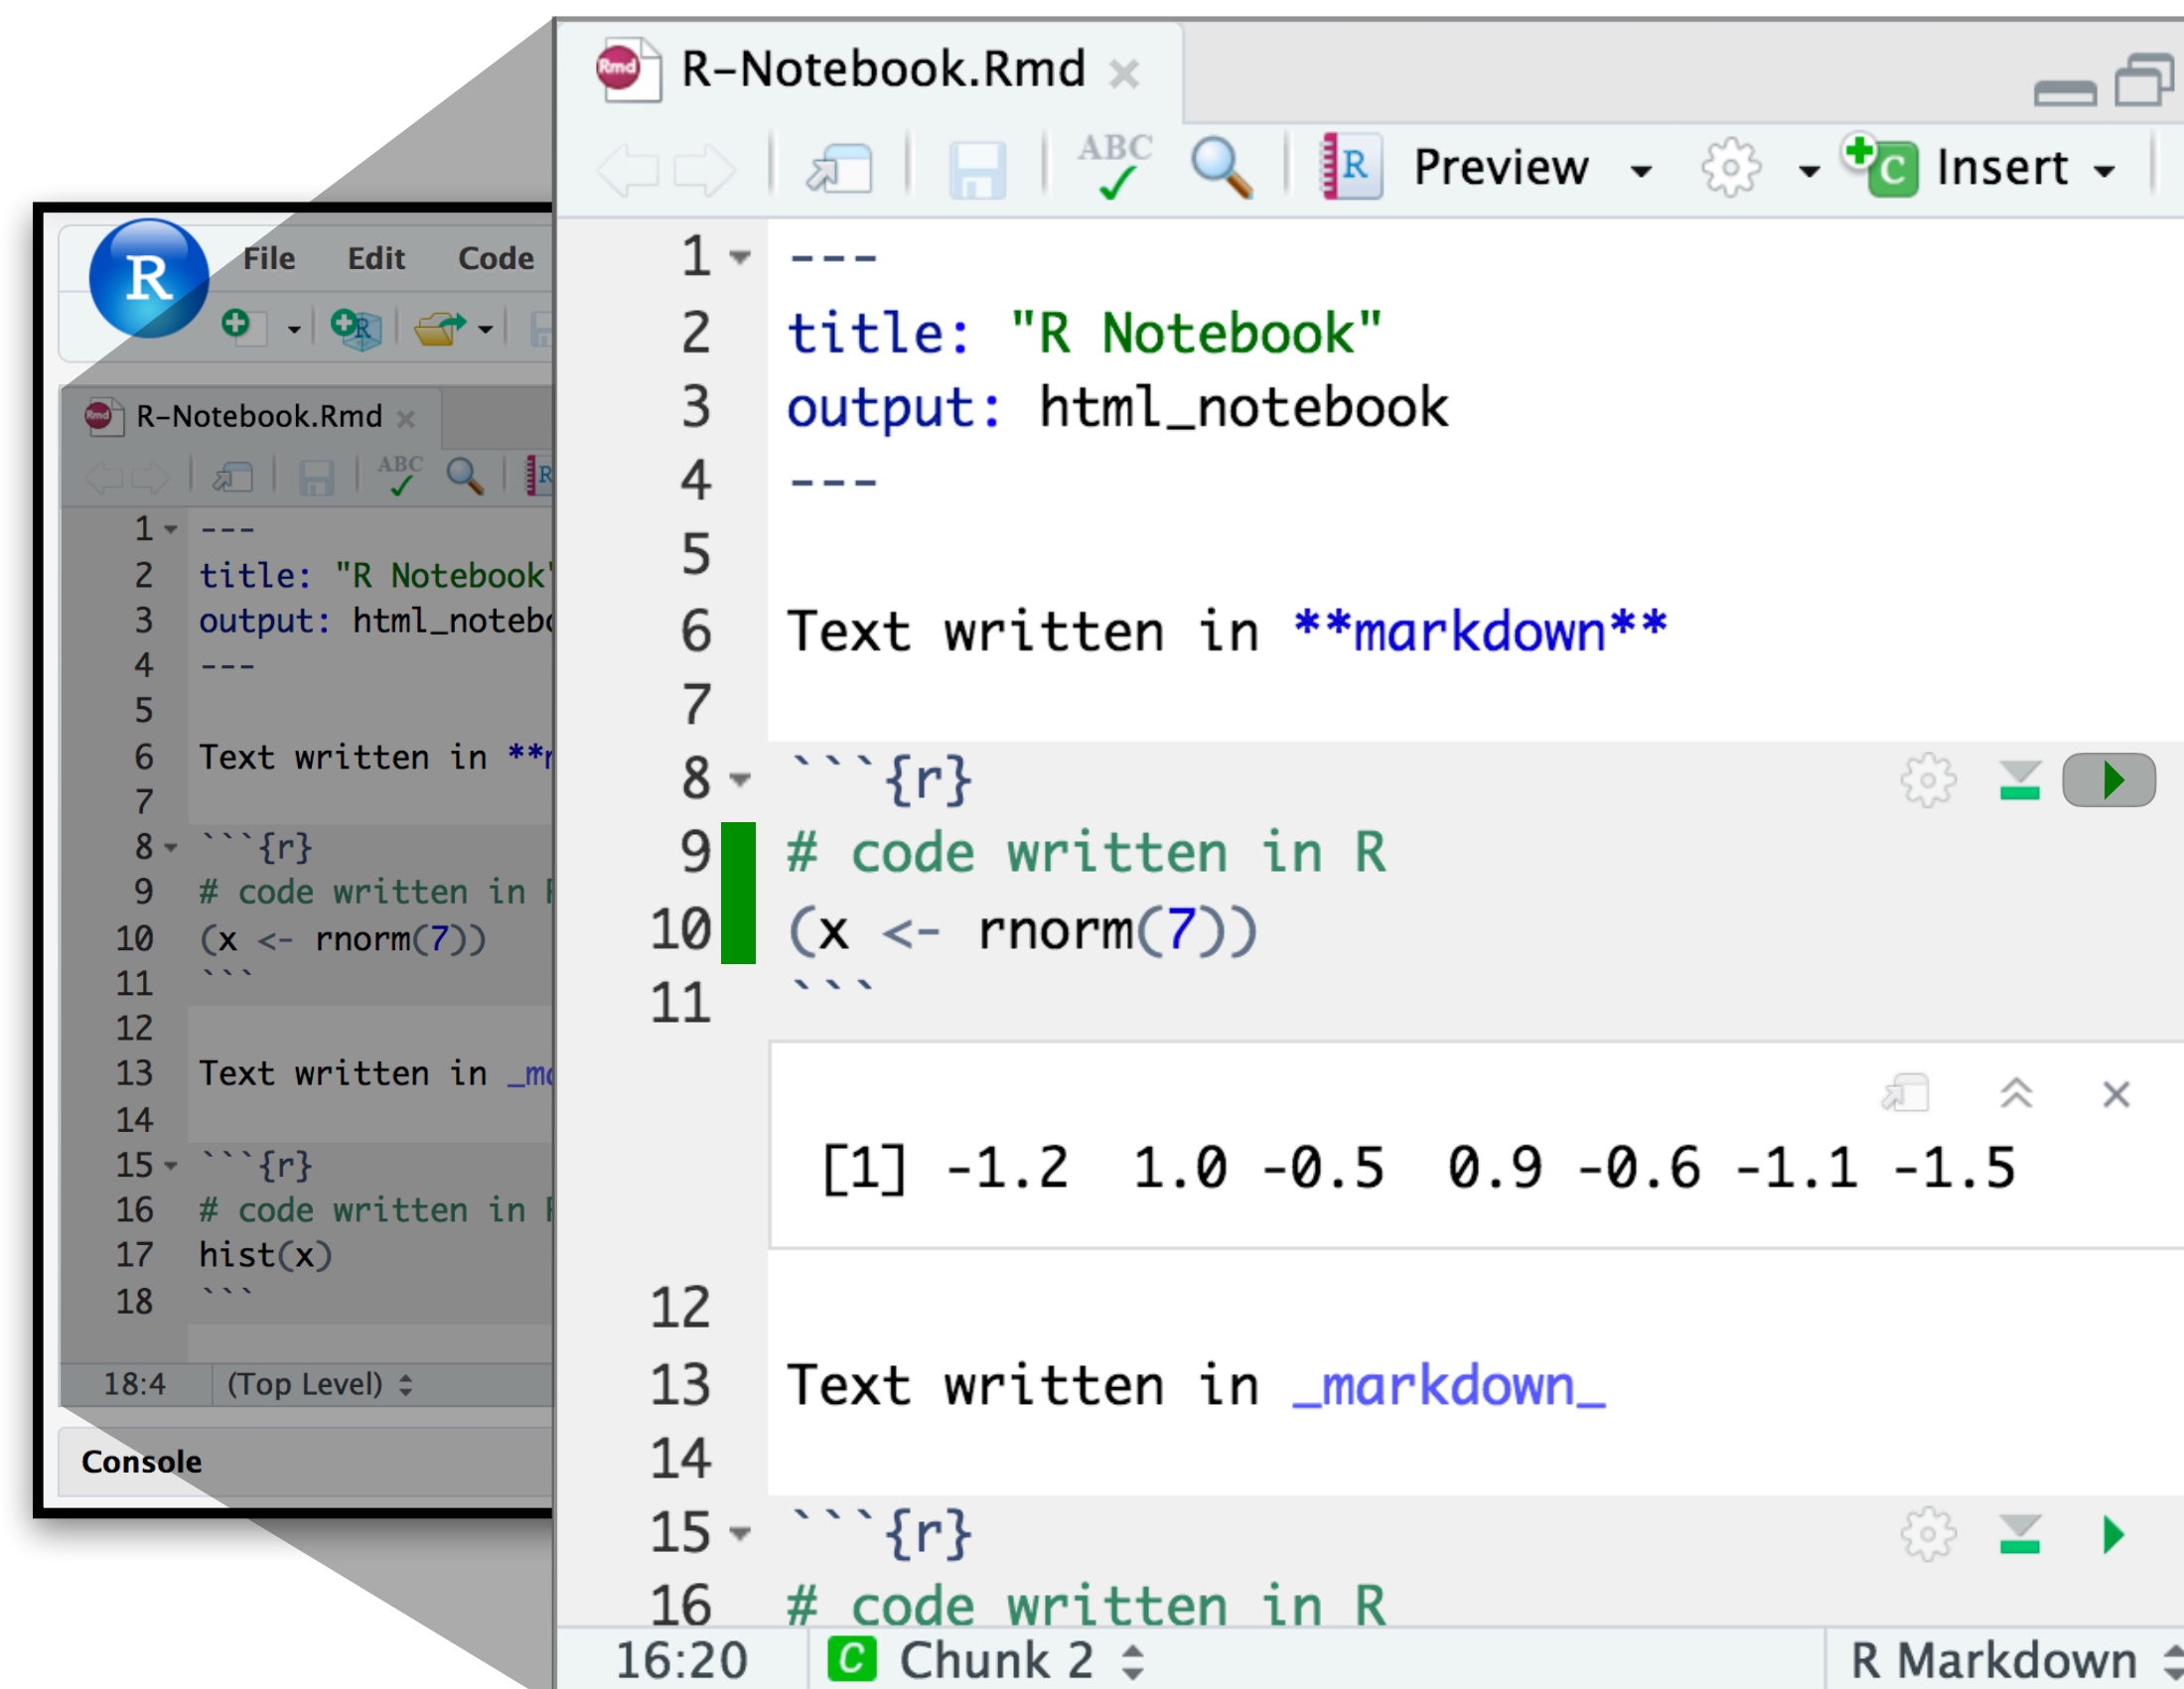 R
File Edit Code
R-Notebook.Rmd
ABC R
1 ---
2 title: "R Notebook"
3 output: html_notebo
4 ---
5
6 Text written in **
7
8 ```{r}
9 # code written in
10 (x <- rnorm(7))
11 ```
12
13 Text written in _m
14
15 ```{r}
16 # code written in
17 hist(x)
18 ```
18:4 (Top Level)
Console
Rmd R-Notebook.Rmd
ABC R Preview C Insert
1 ---
2 title: "R Notebook"
3 output: html_notebook
4 ---
5
6 Text written in **markdown**
7
8 ```{r}
9 # code written in R
10 (x <- rnorm(7))
11 ```
[1] -1.2  1.0 -0.5  0.9 -0.6 -1.1 -1.5
12
13 Text written in _markdown_
14
15 ```{r}
16 # code written in R
16:20 C Chunk 2 R Markdown